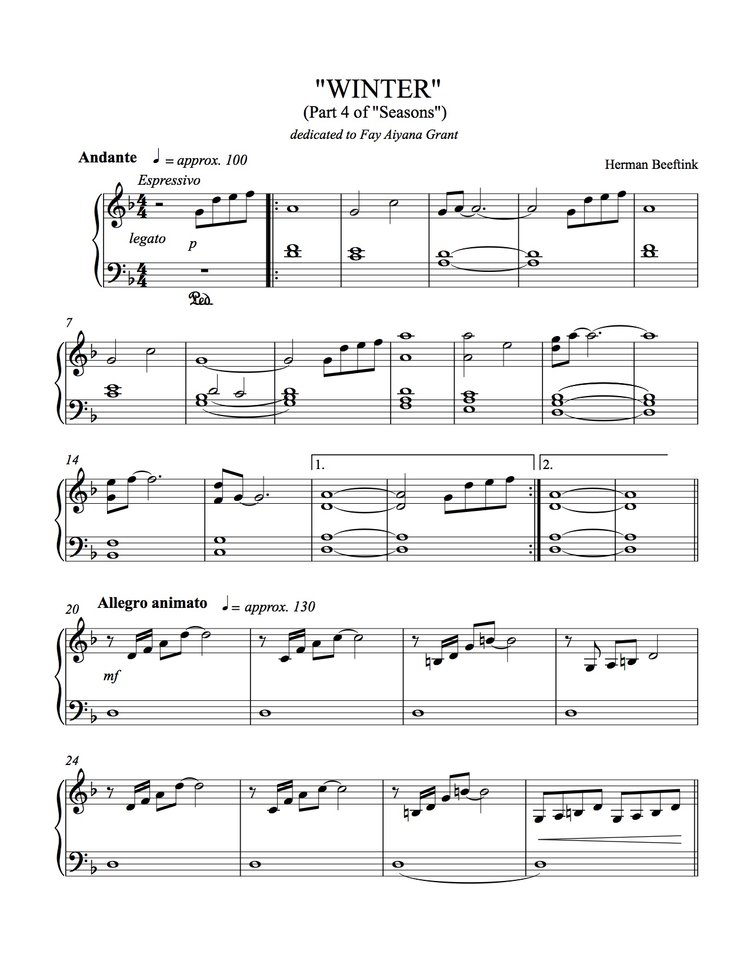 "WINTER"
(Part 4 of "Seasons")
dedicated to Fay Aiyana Grant
Andante ♩ = approx. 100
Herman Beeftink
Espressivo
legato p
Ped
7
14
1.
2.
20 Allegro animato ♩ = approx. 130
mf
24